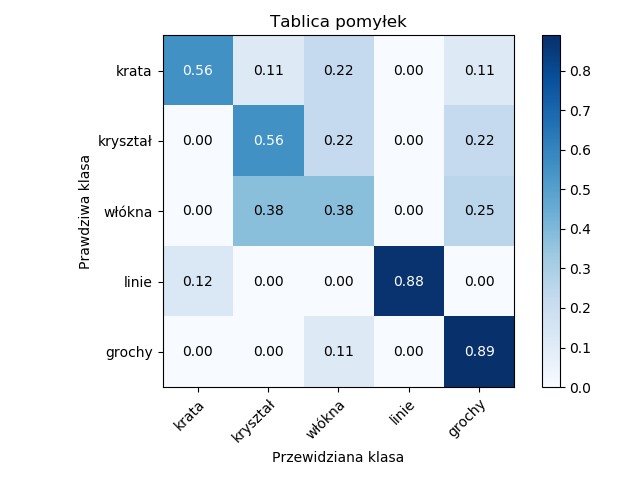 Tablica pomyłek
Prawdziwa klasa
krata 0.56 0.11 0.22 0.00 0.11
kryształ 0.00 0.56 0.22 0.00 0.22
włókna 0.00 0.38 0.38 0.00 0.25
linie 0.12 0.00 0.00 0.88 0.00
grochy 0.00 0.00 0.11 0.00 0.89
krata kryształ włókna linie grochy
Przewidziana klasa
0.8
0.7
0.6
0.5
0.4
0.3
0.2
0.1
0.0